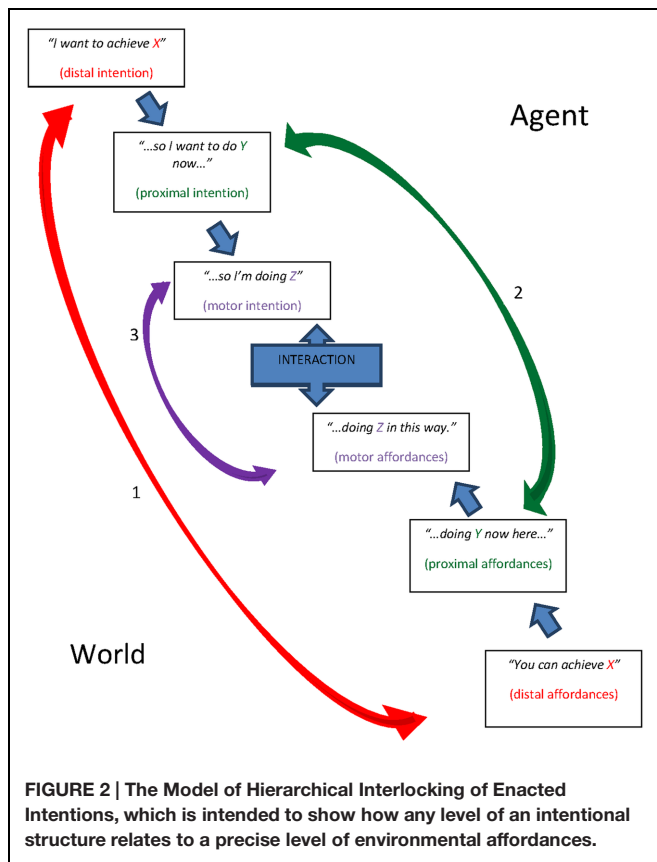 "I want to achieve X"
(distal intention)
Agent
"...so I want to do Y
now..."
(proximal intention)
"...so I'm doing Z"
(motor intention)
2
3
INTERACTION
"...doing Z in this way."
(motor affordances)
1
"...doing Y now here..."
(proximal affordances)
World
"You can achieve X"
(distal affordances)
FIGURE 2 | The Model of Hierarchical Interlocking of Enacted
Intentions, which is intended to show how any level of an intentional
structure relates to a precise level of environmental affordances.